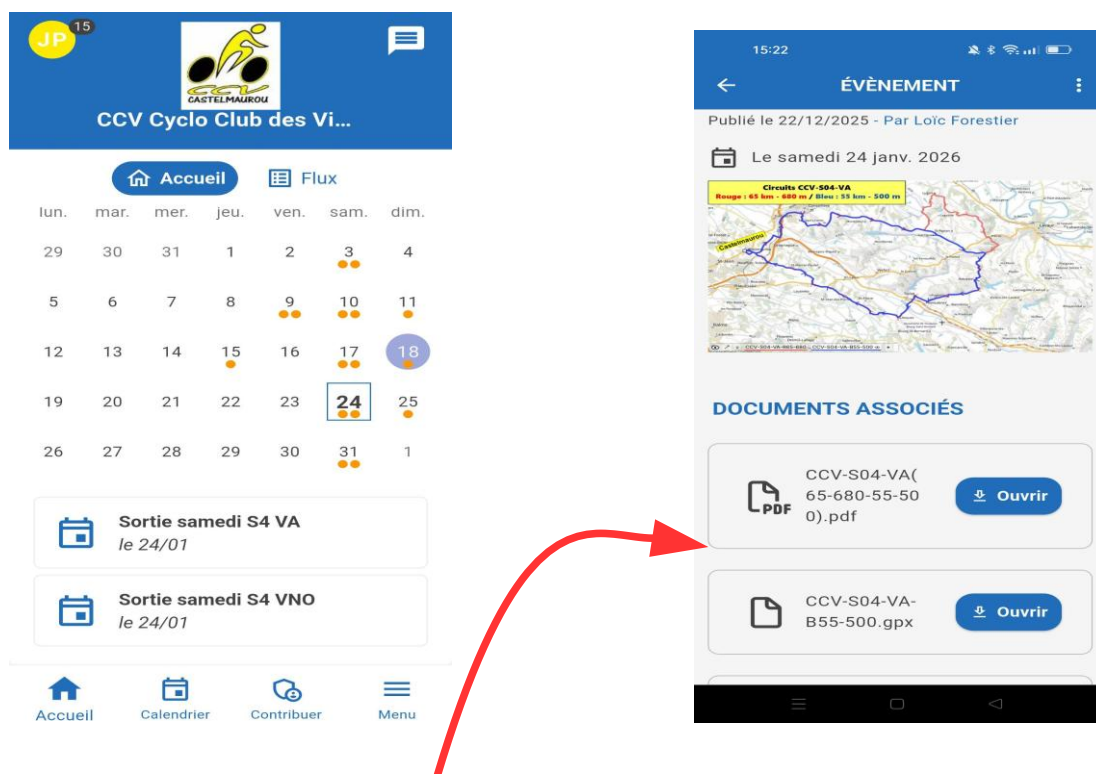 JP
15
CCV
CASTELMAUROU
CCV Cyclo Club des Vi...
Accueil
Flux
lun. mar. mer. jeu. ven. sam. dim.
29 30 31 1 2 3 4
5 6 7 8 9 10 11
12 13 14 15 16 17 18
19 20 21 22 23 24 25
26 27 28 29 30 31 1
Sortie samedi S4 VA
le 24/01
Sortie samedi S4 VNO
le 24/01
Accueil Calendrier Contribuer Menu
15:22
ÉVÈNEMENT
Publié le 22/12/2025 - Par Loïc Forestier
Le samedi 24 janv. 2026
Circuits CCV-S04-VA
Rouge : 65 km - 680 m / Bleu : 55 km - 500 m
Castelmaurou
DOCUMENTS ASSOCIÉS
PDF
CCV-S04-VA(
65-680-55-50
0).pdf
Ouvrir
CCV-S04-VA-
B55-500.gpx
Ouvrir